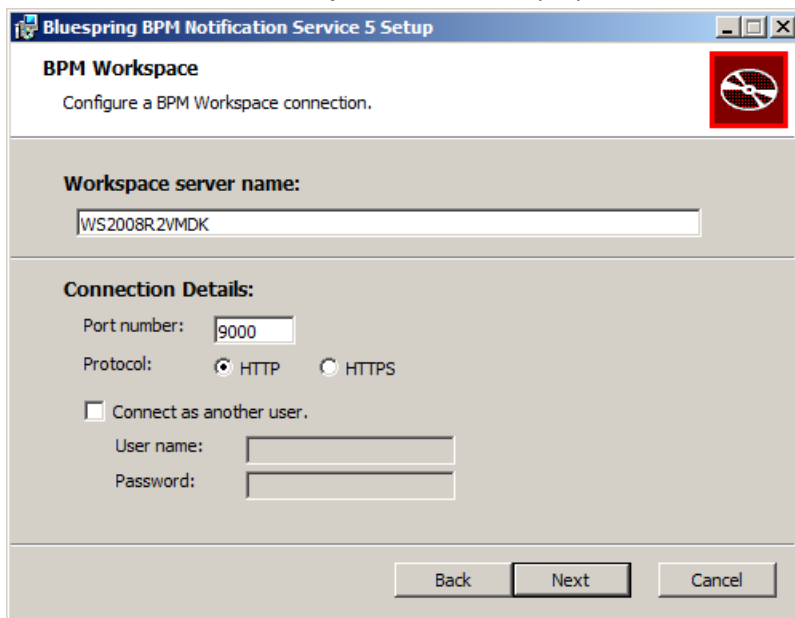 Bluespring BPM Notification Service 5 Setup
BPM Workspace
Configure a BPM Workspace connection.
Workspace server name:
WS2008R2VMDK
Connection Details:
Port number: 9000
Protocol: HTTP HTTPS
Connect as another user.
User name:
Password:
Back Next Cancel